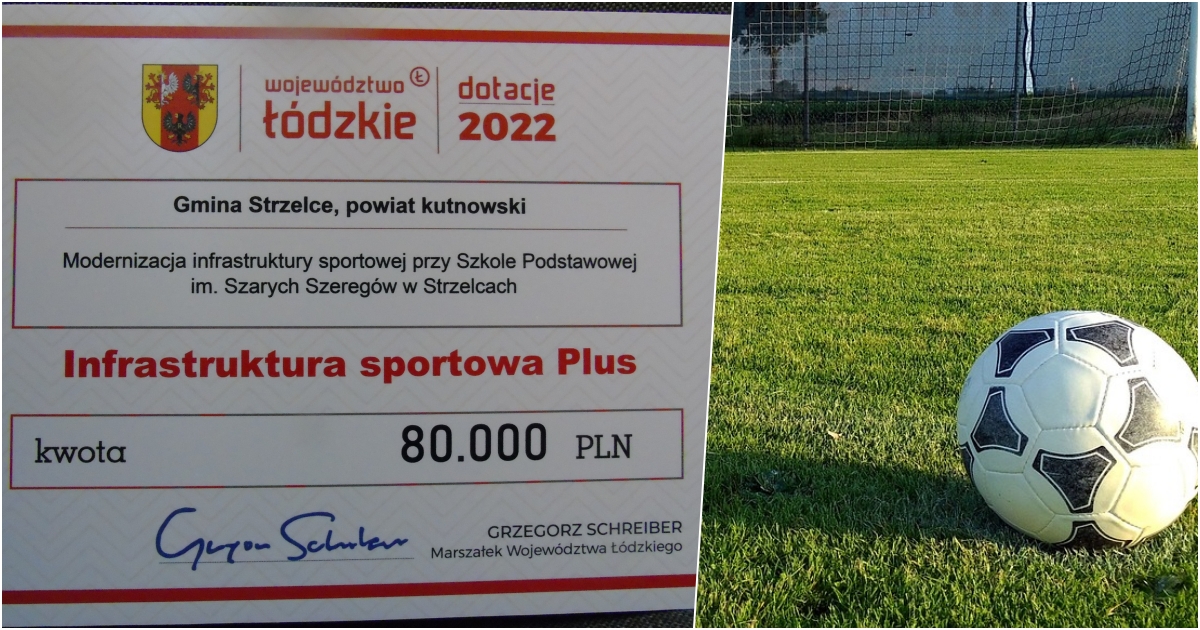 województwo Ł
łódzkie
dotacje
2022
Gmina Strzelce, powiat kutnowski
Modernizacja infrastruktury sportowej przy Szkole Podstawowej
im. Szarych Szeregów w Strzelcach
Infrastruktura sportowa Plus
kwota 80.000 PLN
GRZEGORZ SCHREIBER
Marszałek Województwa Łódzkiego